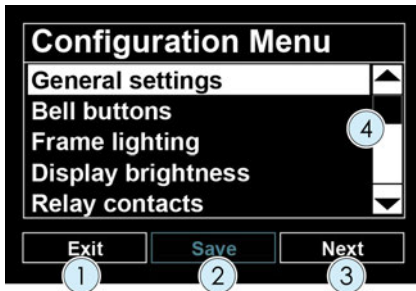 Configuration Menu
General settings
Bell buttons
Frame lighting
Display brightness
Relay contacts
4
Exit Save Next
1 2 3